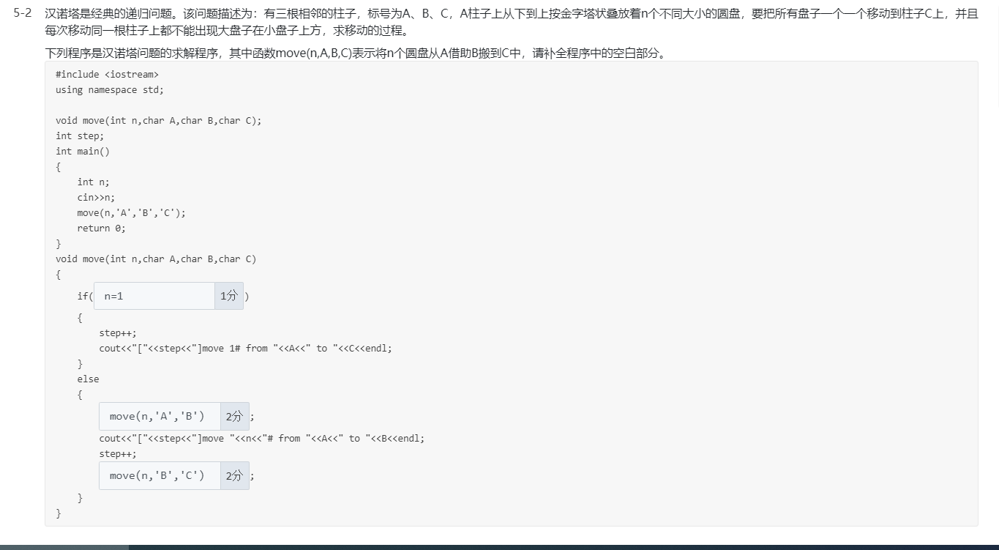 5-2 汉诺塔是经典的递归问题。该问题描述为：有三根相邻的柱子，标号为A、B、C，A柱子上从下到上按金字塔状叠放着n个不同大小的圆盘，要把所有盘子一个一个移动到柱子C上，并且
每次移动同一根柱子上都不能出现大盘子在小盘子上方，求移动的过程。
下列程序是汉诺塔问题的求解程序，其中函数move(n,A,B,C)表示将n个圆盘从A借助B搬到C中，请补全程序中的空白部分。
#include <iostream>
using namespace std;
void move(int n,char A,char B,char C);
int step;
int main()
{
    int n;
    cin>>n;
    move(n,'A','B','C');
    return 0;
}
void move(int n,char A,char B,char C)
{
    if( n=1 1分 )
    {
        step++;
        cout<<"["<<step<<"]move 1# from "<<A<<" to "<<C<<endl;
    }
    else
    {
        move(n,'A','B') 2分 ;
        cout<<"["<<step<<"]move "<<n<<"# from "<<A<<" to "<<B<<endl;
        step++;
        move(n,'B','C') 2分 ;
    }
}